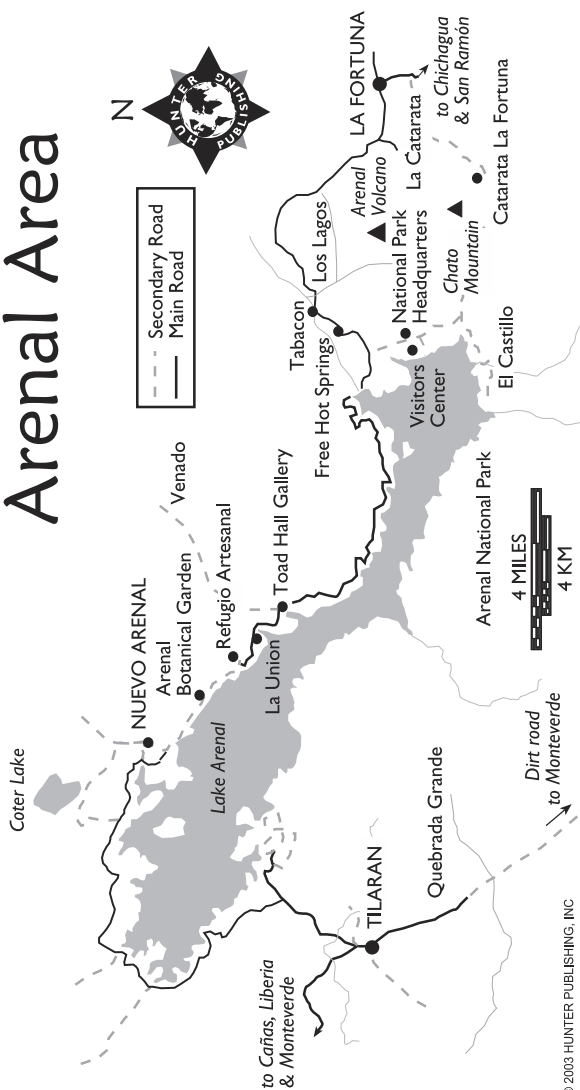 Arenal Area
N
HUNTER
PUBLISHING
Secondary Road
Main Road
LA FORTUNA
to Chichagua
& San Ramón
La Catarata
Catarata La Fortuna
Arenal
Volcano
Chato
Mountain
Los Lagos
National Park
Headquarters
Tabacon
Free Hot Springs
Visitors
Center
El Castillo
Venado
Toad Hall Gallery
Refugio Artesanal
Arenal
Botanical Garden
NUEVO ARENAL
La Union
Arenal National Park
4 MILES
4 KM
Coter Lake
Lake Arenal
Dirt road
to Monteverde
Quebrada Grande
TILARAN
to Cañas, Liberia
& Monteverde
© 2003 HUNTER PUBLISHING, INC